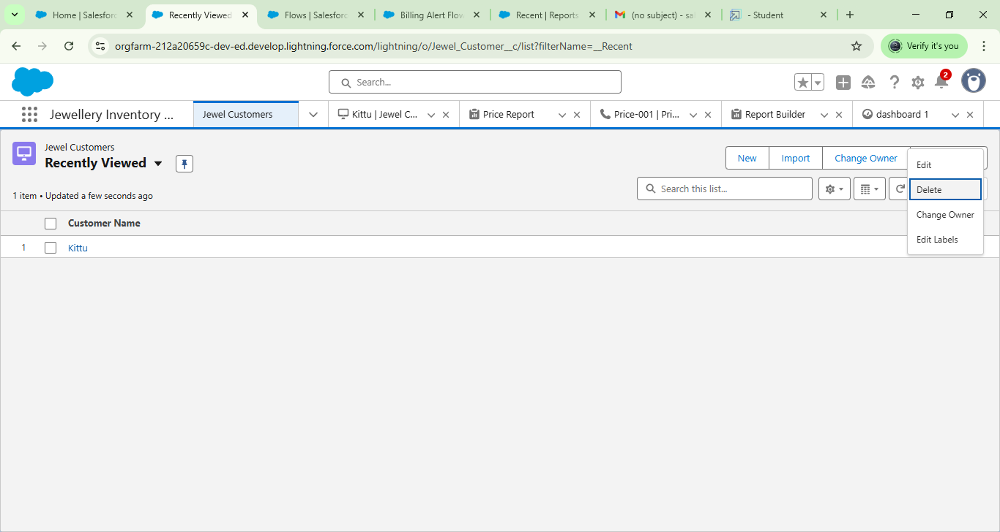 Home | Salesforc
Recently Viewed
Flows | Salesforc
Billing Alert Flow
Recent | Reports
(no subject) - sai
- Student
orgfarm-212a20659c-dev-ed.develop.lightning.force.com/lightning/o/Jewel_Customer__c/list?filterName=__Recent
Verify it's you
Search...
2
Jewellery Inventory ...
Jewel Customers
Kittu | Jewel C...
Price Report
Price-001 | Pri...
Report Builder
dashboard 1
Jewel Customers
Recently Viewed
New
Import
Change Owner
1 item • Updated a few seconds ago
Search this list...
Edit
Delete
Change Owner
Edit Labels
Customer Name
1
Kittu